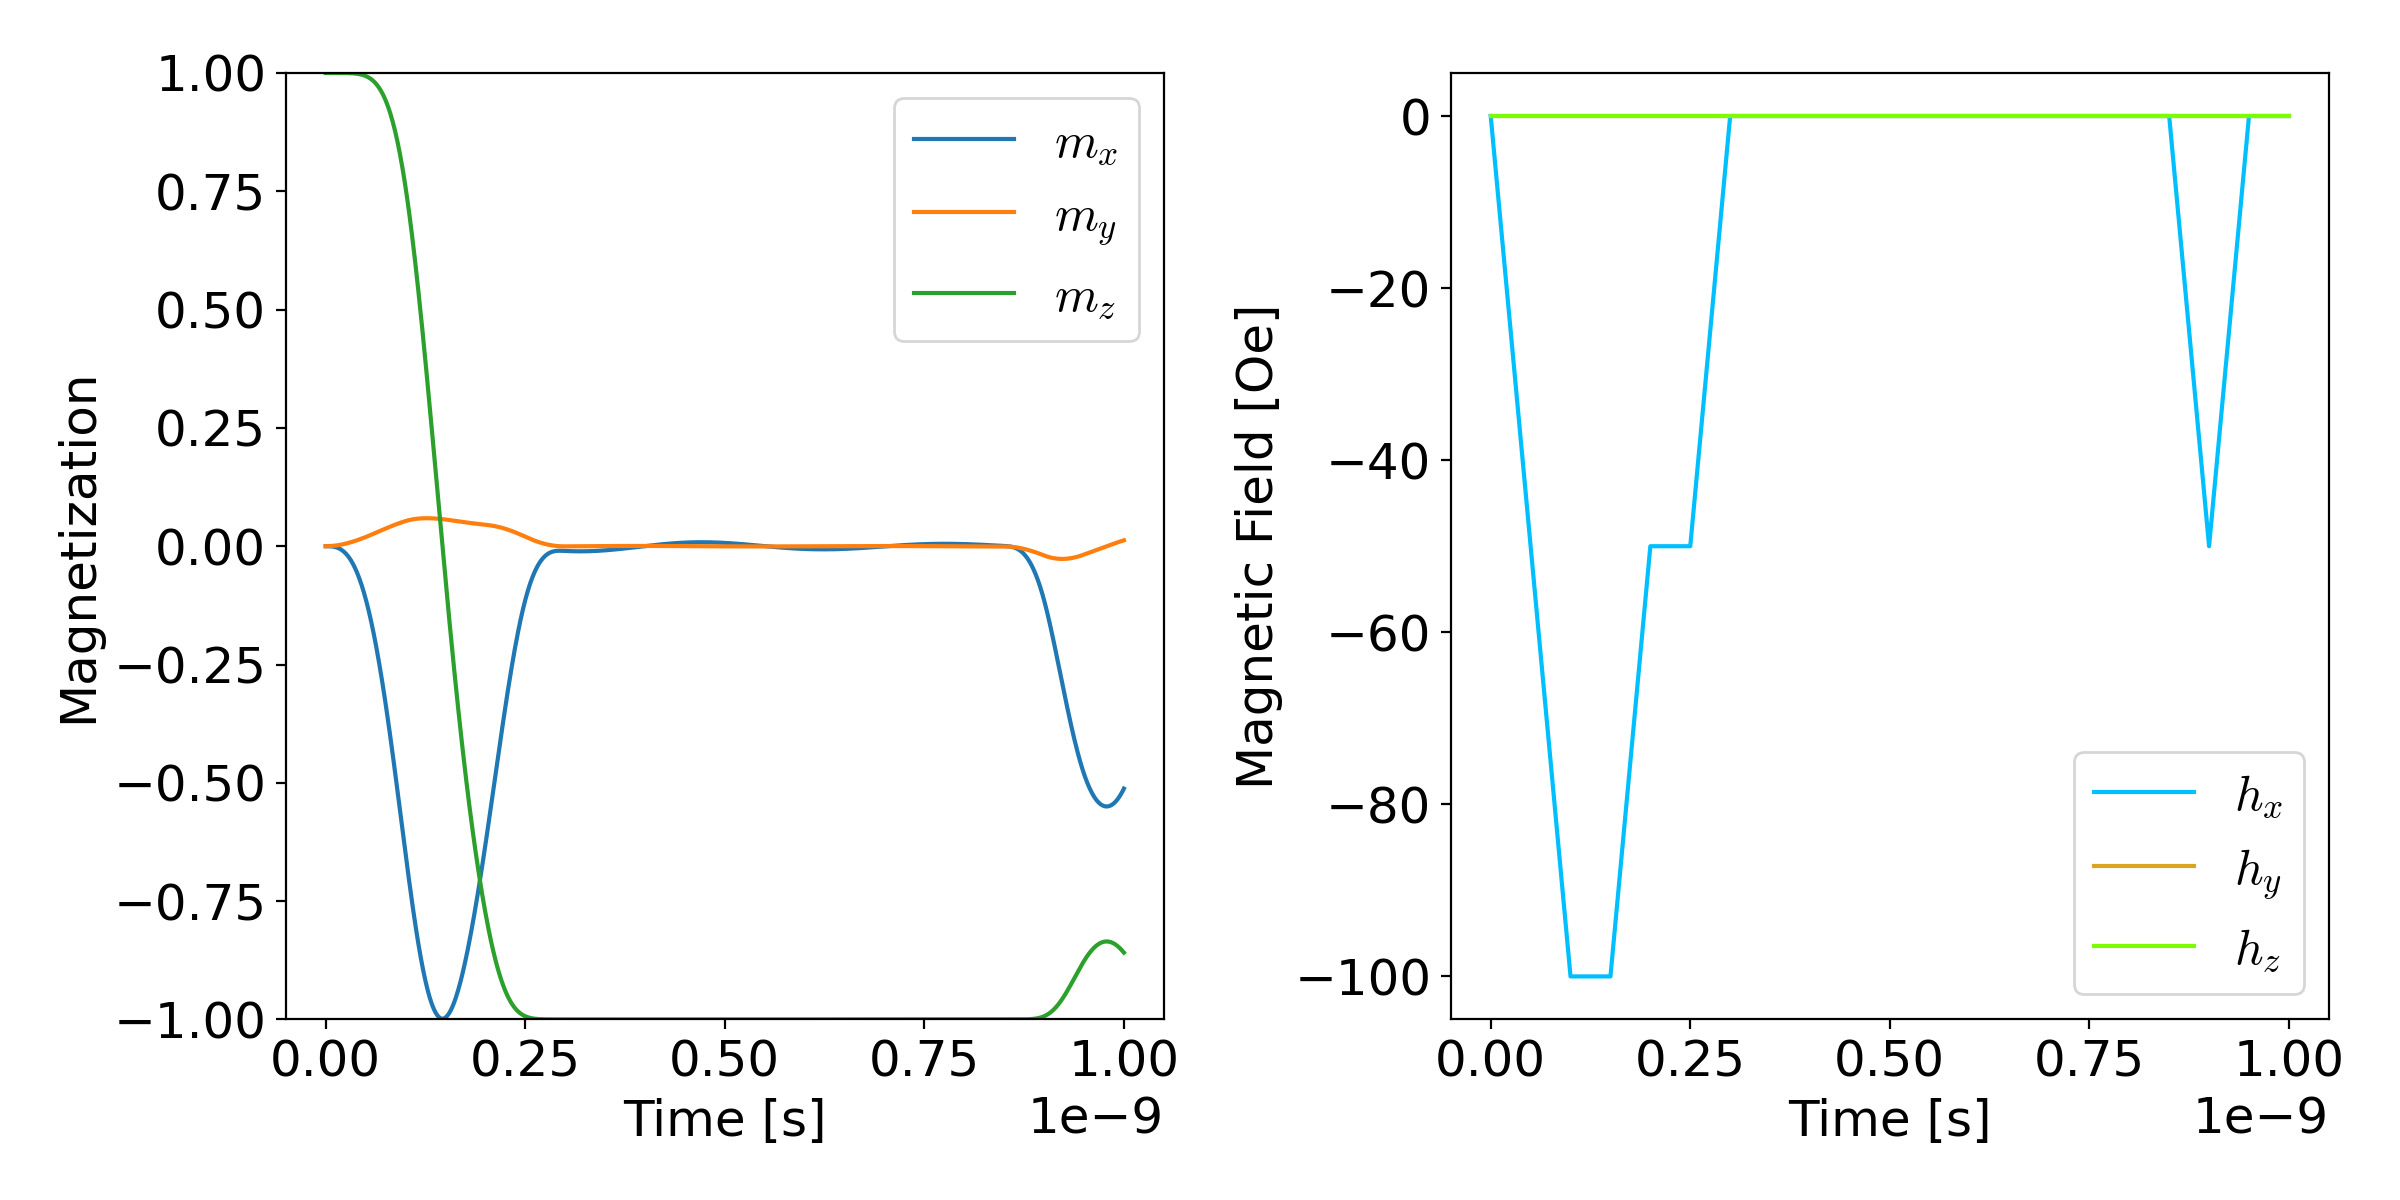 Magnetization
1.00
0.75
0.50
0.25
0.00
−0.25
−0.50
−0.75
−1.00
0.00 0.25 0.50 0.75 1.00
Time [s]
1e−9
m_x
m_y
m_z
Magnetic Field [Oe]
0
−20
−40
−60
−80
−100
0.00 0.25 0.50 0.75 1.00
Time [s]
1e−9
h_x
h_y
h_z